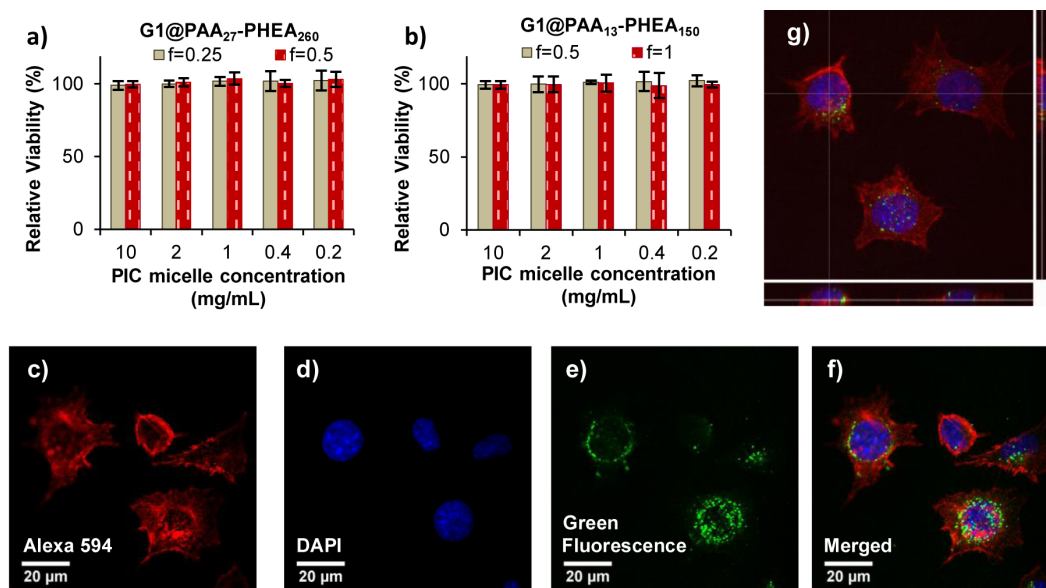 a)
G1@PAA₂₇-PHEA₂₆₀
f=0.25 f=0.5
Relative Viability (%)
100
50
0
10 2 1 0.4 0.2
PIC micelle concentration
(mg/mL)
b)
G1@PAA₁₃-PHEA₁₅₀
f=0.5 f=1
Relative Viability (%)
100
50
0
10 2 1 0.4 0.2
PIC micelle concentration
(mg/mL)
g)
c)
Alexa 594
20 µm
d)
DAPI
20 µm
e)
Green
Fluorescence
20 µm
f)
Merged
20 µm